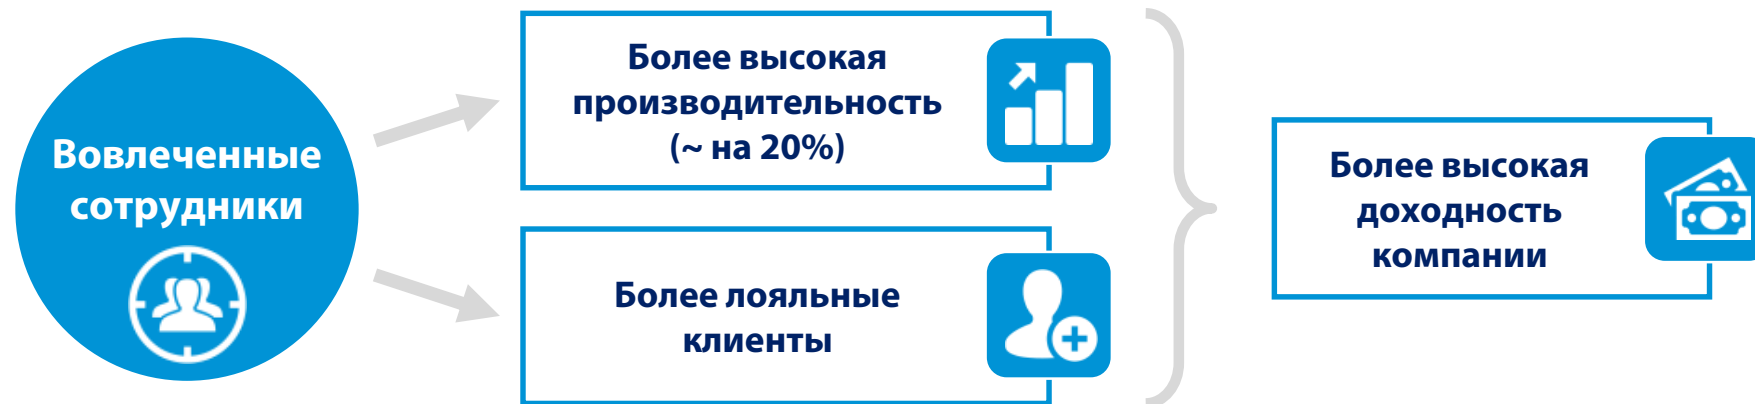 Вовлеченные
сотрудники
Более высокая
производительность
(~ на 20%)
Более лояльные
клиенты
Более высокая
доходность
компании